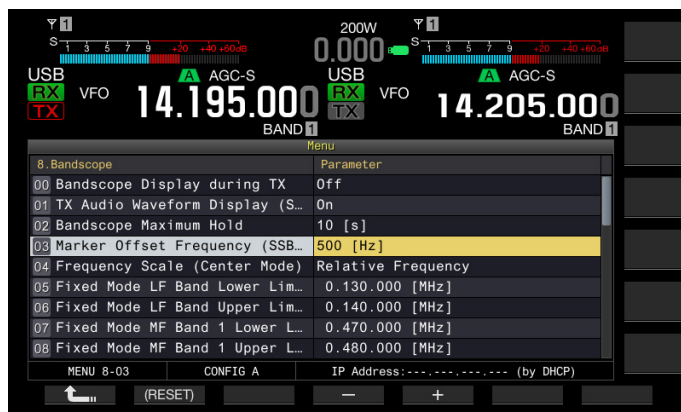 1 200W 1
S 1 3 5 7 9 +20 +40 +60dB 0.000 S 1 3 5 7 9 +20 +40 +60dB
USB A AGC-S USB A AGC-S
RX VFO 14.195.000 RX VFO 14.205.000
TX TX
BAND 1 BAND 1
Menu
8.Bandscope Parameter
00 Bandscope Display during TX Off
01 TX Audio Waveform Display (S… On
02 Bandscope Maximum Hold 10 [s]
03 Marker Offset Frequency (SSB… 500 [Hz]
04 Frequency Scale (Center Mode) Relative Frequency
05 Fixed Mode LF Band Lower Lim… 0.130.000 [MHz]
06 Fixed Mode LF Band Upper Lim… 0.140.000 [MHz]
07 Fixed Mode MF Band 1 Lower L… 0.470.000 [MHz]
08 Fixed Mode MF Band 1 Upper L… 0.480.000 [MHz]
MENU 8-03 CONFIG A IP Address:---.---.---.--- (by DHCP)
(RESET) − +